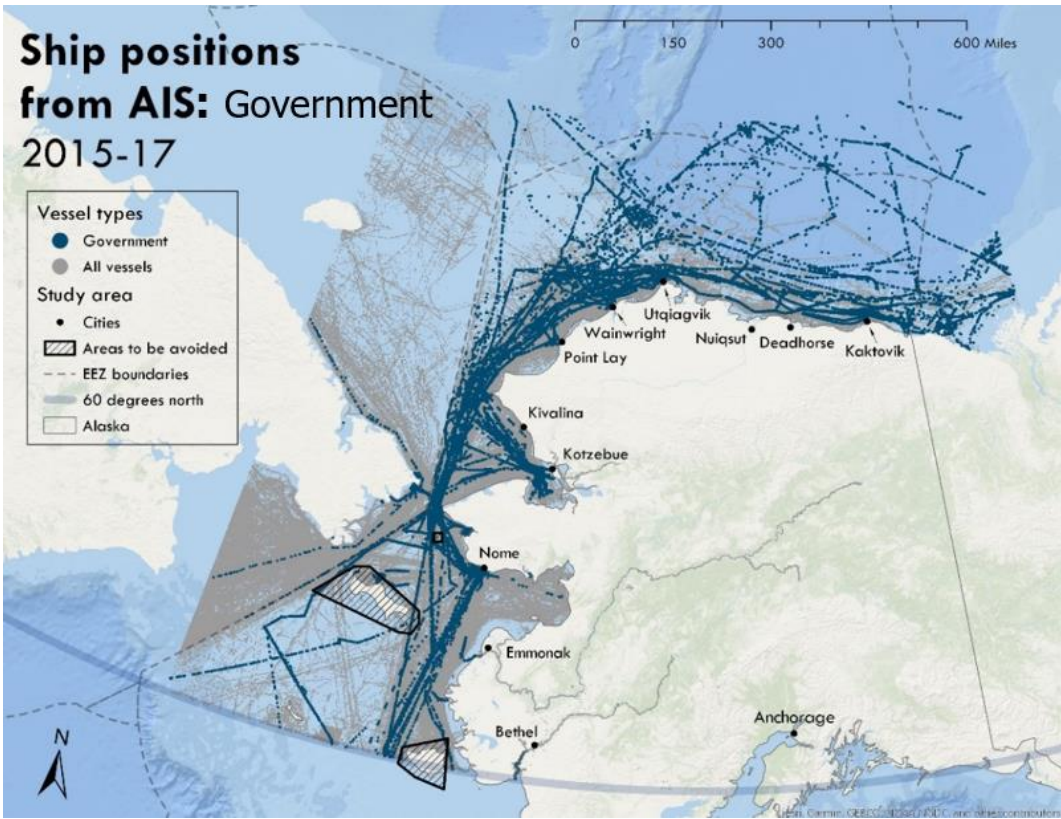 Ship positions
from AIS: Government
2015-17
0 150 300 600 Miles
Vessel types
Government
All vessels
Study area
Cities
Areas to be avoided
EEZ boundaries
60 degrees north
Alaska
Utqiagvik
Wainwright
Nuiqsut
Deadhorse
Kaktovik
Point Lay
Kivalina
Kotzebue
Nome
Emmonak
Anchorage
Bethel
N